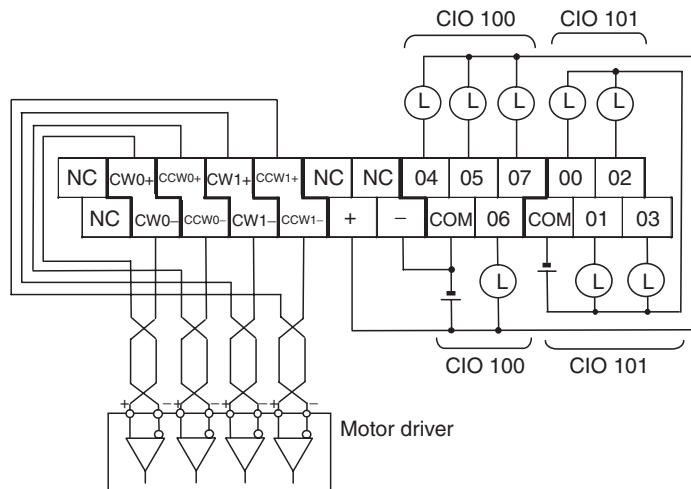 CIO 100 CIO 101
L L L L L
NC CW0+ CCW0+ CW1+ CCW1+ NC NC 04 05 07 00 02
NC CW0− CCW0− CW1− CCW1− + − COM 06 COM 01 03
L L L
CIO 100 CIO 101
+ − + − + − + −
Motor driver